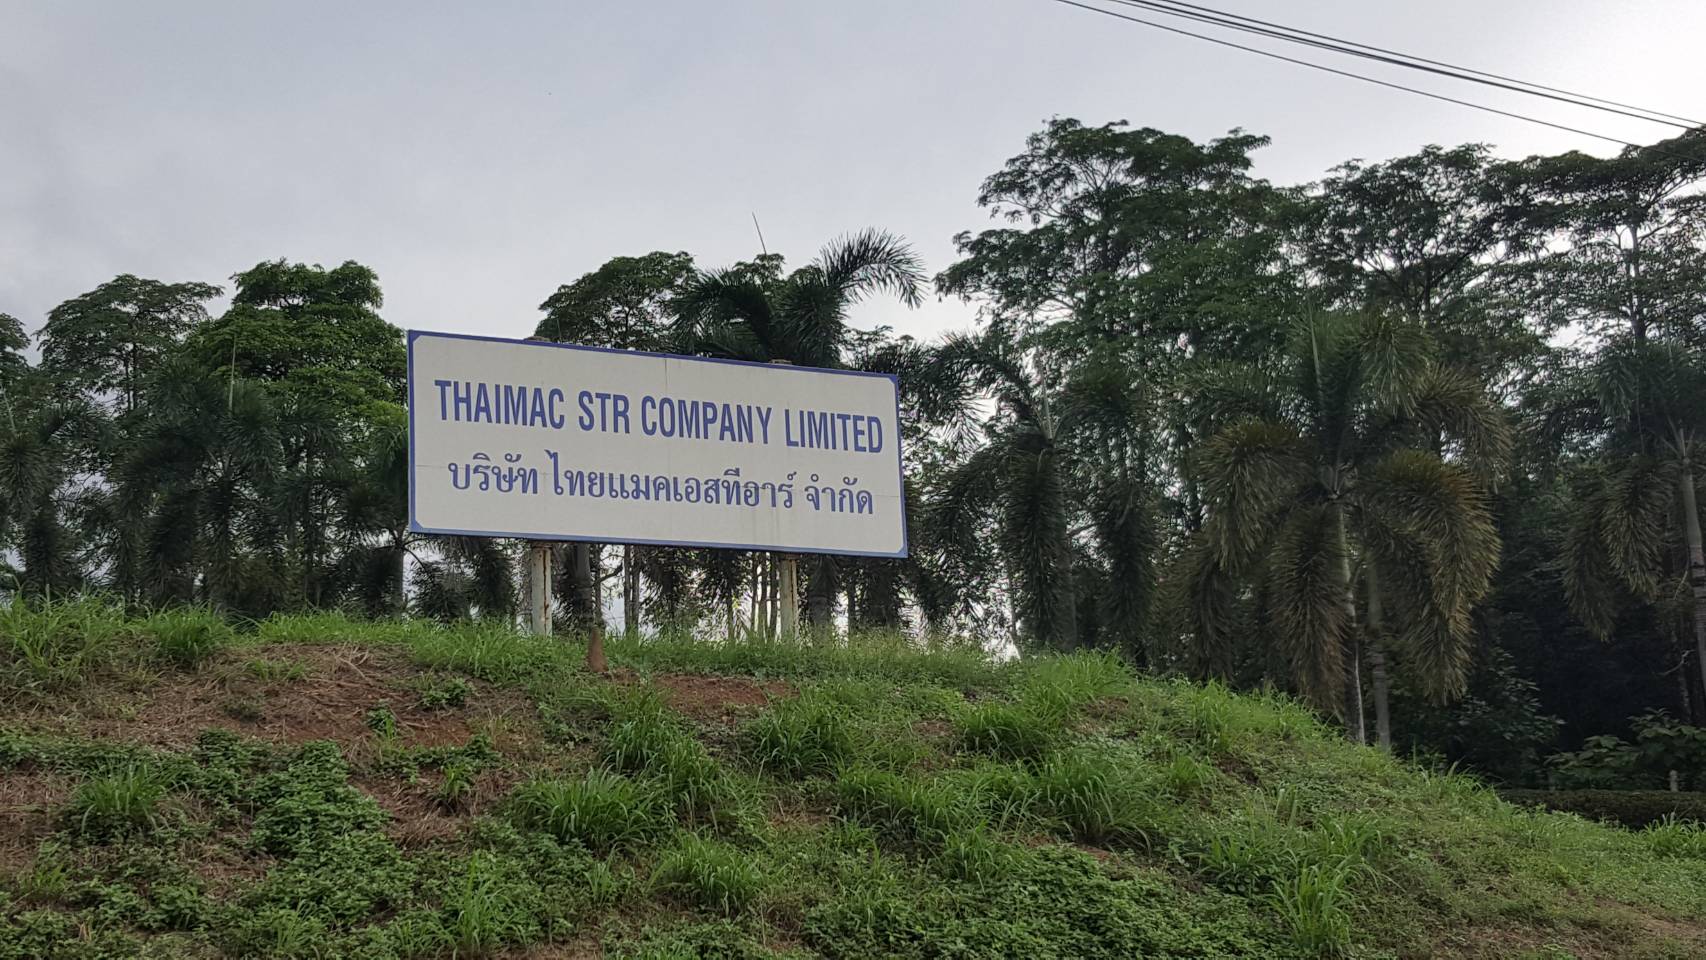 THAIMAC STR COMPANY LIMITED
บริษัท ไทยแมคเอสทีอาร์ จำกัด